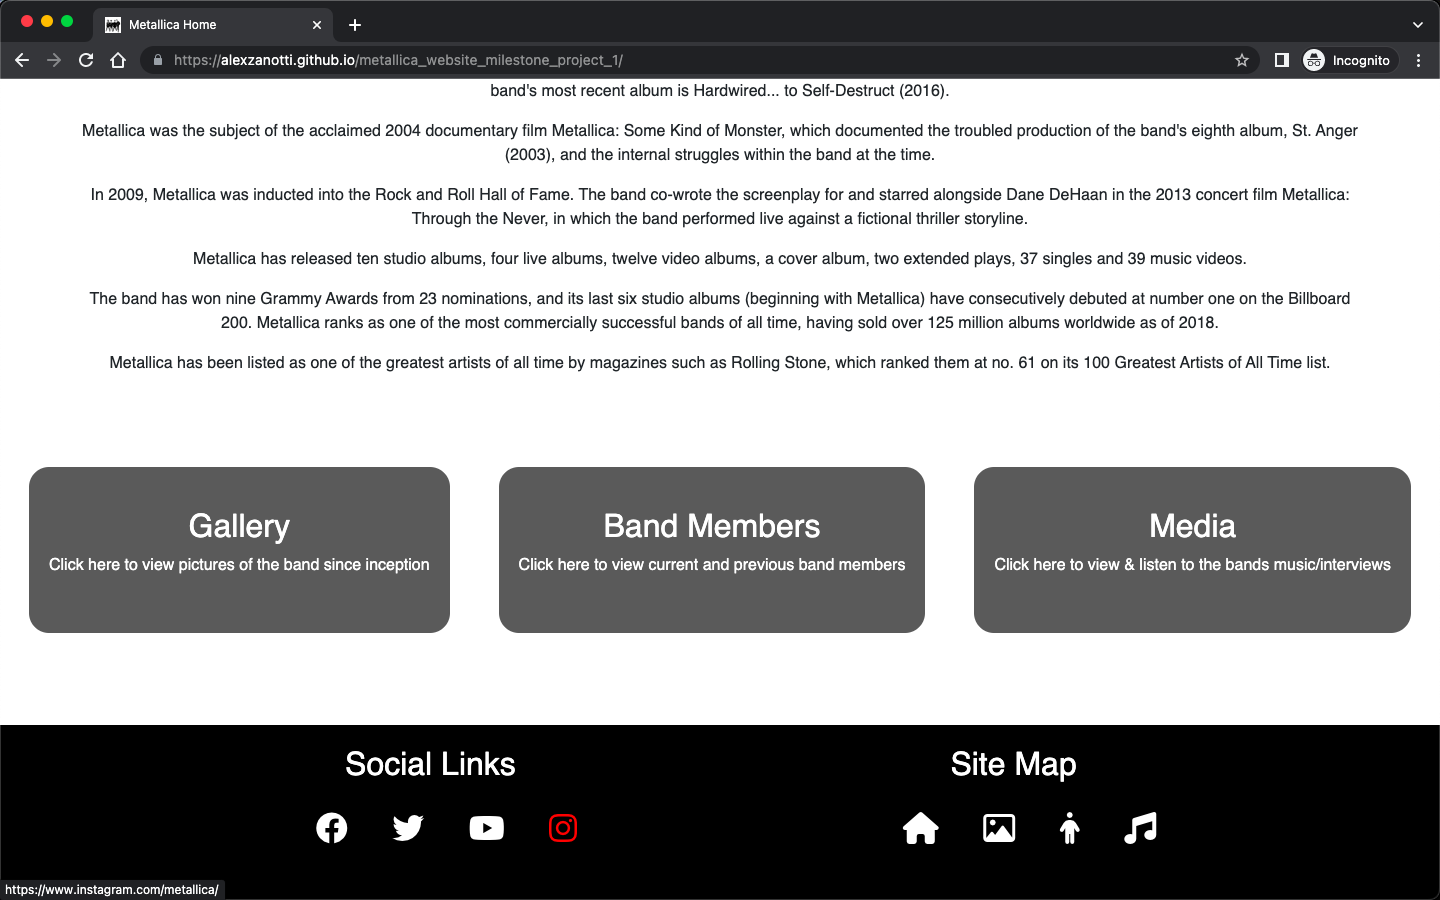 Metallica Home
https://alexzanotti.github.io/metallica_website_milestone_project_1/
Incognito
band's most recent album is Hardwired... to Self-Destruct (2016).
Metallica was the subject of the acclaimed 2004 documentary film Metallica: Some Kind of Monster, which documented the troubled production of the band's eighth album, St. Anger
(2003), and the internal struggles within the band at the time.
In 2009, Metallica was inducted into the Rock and Roll Hall of Fame. The band co-wrote the screenplay for and starred alongside Dane DeHaan in the 2013 concert film Metallica:
Through the Never, in which the band performed live against a fictional thriller storyline.
Metallica has released ten studio albums, four live albums, twelve video albums, a cover album, two extended plays, 37 singles and 39 music videos.
The band has won nine Grammy Awards from 23 nominations, and its last six studio albums (beginning with Metallica) have consecutively debuted at number one on the Billboard
200. Metallica ranks as one of the most commercially successful bands of all time, having sold over 125 million albums worldwide as of 2018.
Metallica has been listed as one of the greatest artists of all time by magazines such as Rolling Stone, which ranked them at no. 61 on its 100 Greatest Artists of All Time list.
Gallery
Click here to view pictures of the band since inception
Band Members
Click here to view current and previous band members
Media
Click here to view & listen to the bands music/interviews
Social Links
Site Map
https://www.instagram.com/metallica/